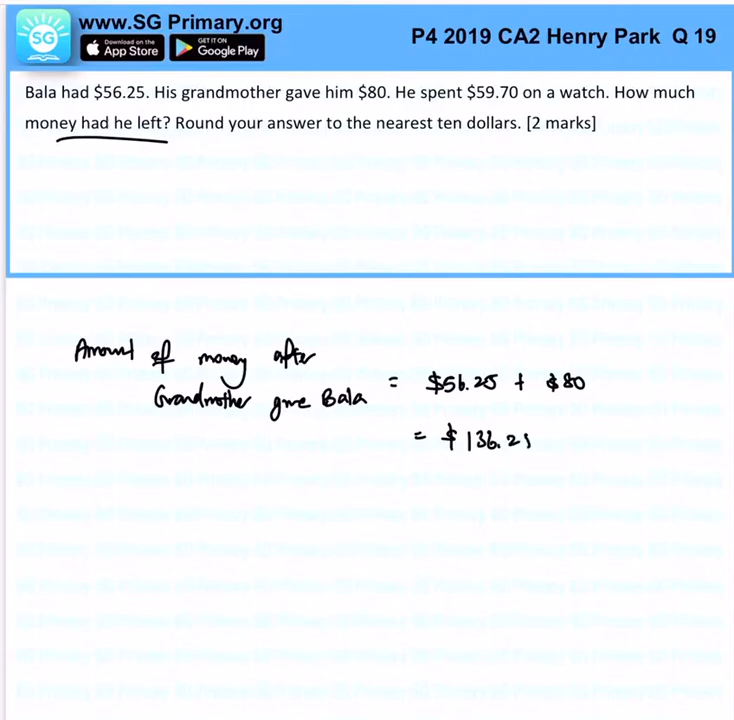 www.SG Primary.org
SG
Download on the
App Store
GET IT ON
Google Play
P4 2019 CA2 Henry Park Q 19
Bala had $56.25. His grandmother gave him $80. He spent $59.70 on a watch. How much
money had he left? Round your answer to the nearest ten dollars. [2 marks]
Amount of money after
Grandmother give Bala = $56.25 + $80
= $136.25